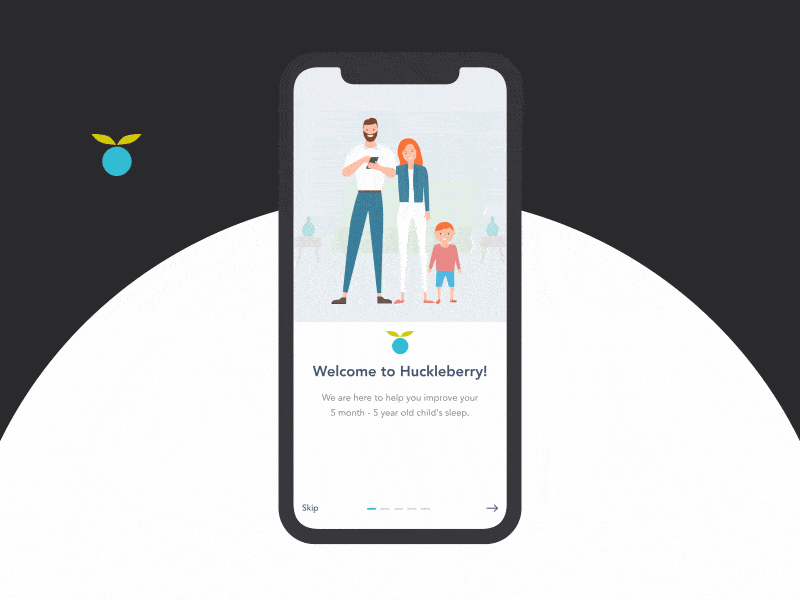 Welcome to Huckleberry!
We are here to help you improve your
5 month - 5 year old child's sleep.
Skip